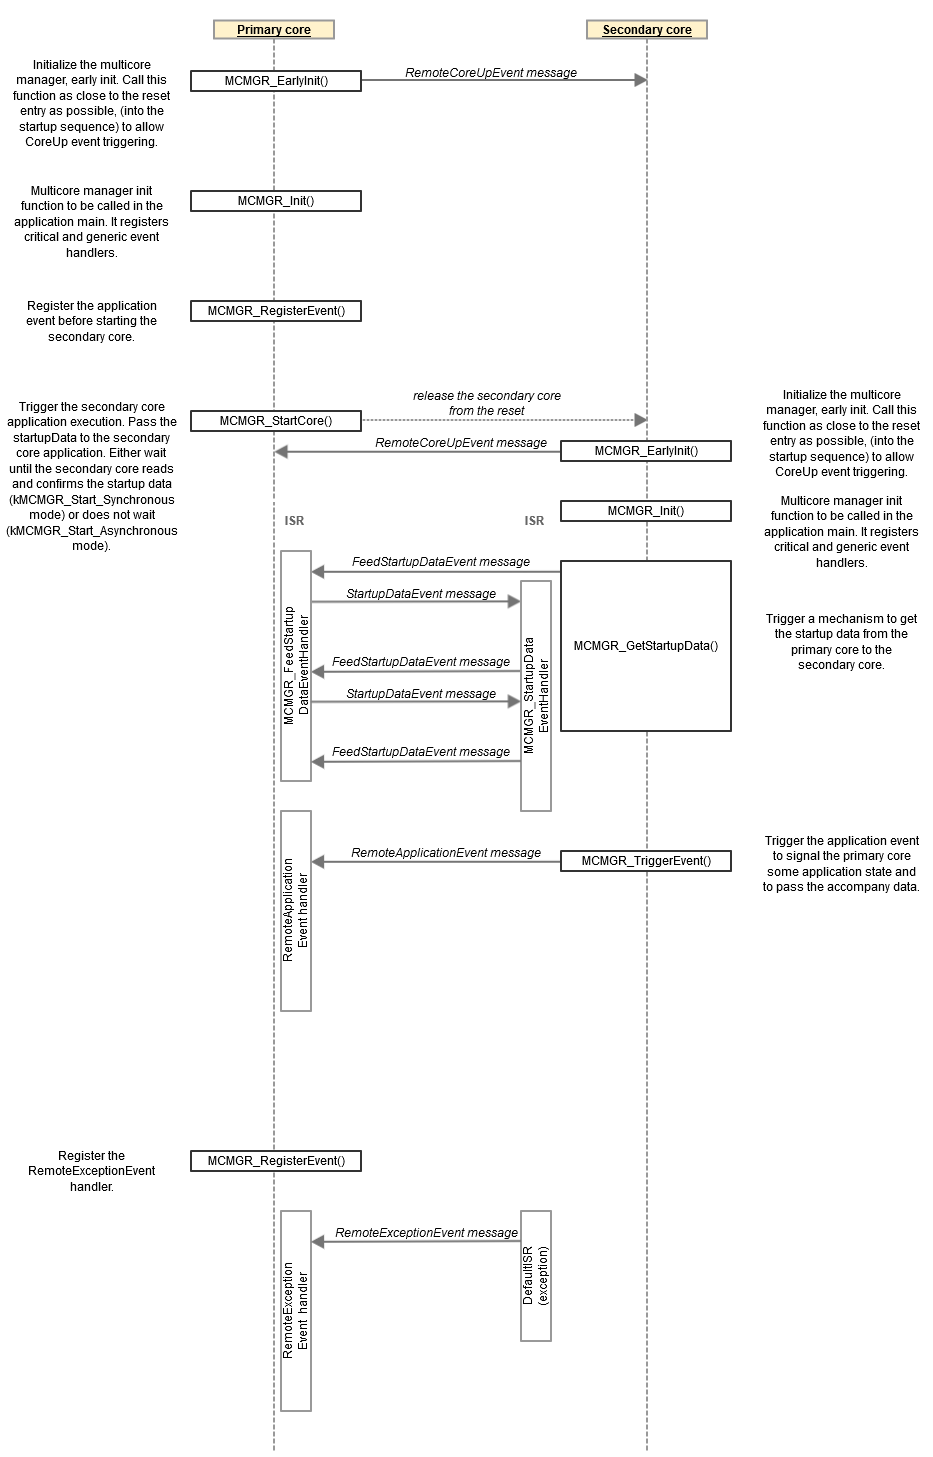 Primary core
Secondary core
Initialize the multicore
manager, early init. Call this
function as close to the reset
entry as possible, (into the
startup sequence) to allow
CoreUp event triggering.
MCMGR_EarlyInit()
RemoteCoreUpEvent message
Multicore manager init
function to be called in the
application main. It registers
critical and generic event
handlers.
MCMGR_Init()
Register the application
event before starting the
secondary core.
MCMGR_RegisterEvent()
Trigger the secondary core
application execution. Pass the
startupData to the secondary
core application. Either wait
until the secondary core reads
and confirms the startup data
(kMCMGR_Start_Synchronous
mode) or does not wait
(kMCMGR_Start_Asynchronous
mode).
MCMGR_StartCore()
release the secondary core
from the reset
RemoteCoreUpEvent message
MCMGR_EarlyInit()
Initialize the multicore
manager, early init. Call this
function as close to the reset
entry as possible, (into the
startup sequence) to allow
CoreUp event triggering.
MCMGR_Init()
Multicore manager init
function to be called in the
application main. It registers
critical and generic event
handlers.
ISR
ISR
FeedStartupDataEvent message
StartupDataEvent message
FeedStartupDataEvent message
StartupDataEvent message
FeedStartupDataEvent message
MCMGR_FeedStartup
DataEventHandler
MCMGR_StartupData
EventHandler
MCMGR_GetStartupData()
Trigger a mechanism to get
the startup data from the
primary core to the
secondary core.
RemoteApplicationEvent message
MCMGR_TriggerEvent()
Trigger the application event
to signal the primary core
some application state and
to pass the accompany data.
RemoteApplication
Event handler
Register the
RemoteExceptionEvent
handler.
MCMGR_RegisterEvent()
RemoteExceptionEvent message
RemoteException
Event handler
DefaultISR
(exception)